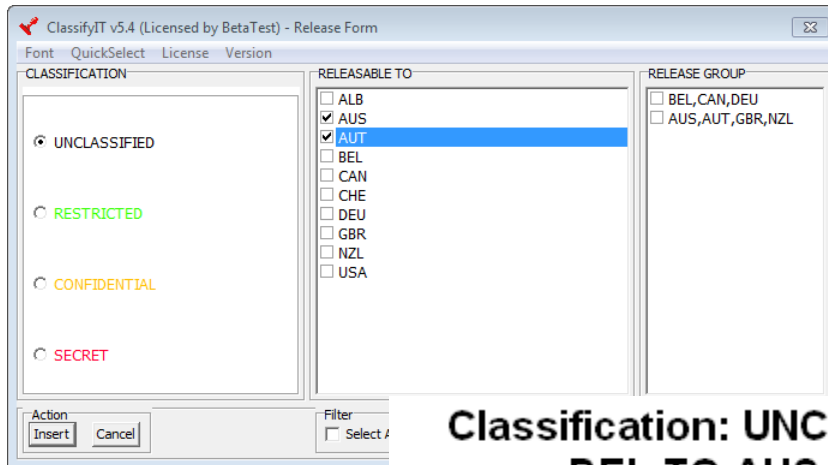 ClassifyIT v5.4 (Licensed by BetaTest) - Release Form
Font QuickSelect License Version
CLASSIFICATION
UNCLASSIFIED
RESTRICTED
CONFIDENTIAL
SECRET
RELEASABLE TO
ALB
AUS
AUT
BEL
CAN
CHE
DEU
GBR
NZL
USA
RELEASE GROUP
BEL,CAN,DEU
AUS,AUT,GBR,NZL
Action
Insert Cancel
Filter
Select
Classification: UNC
TO AUS